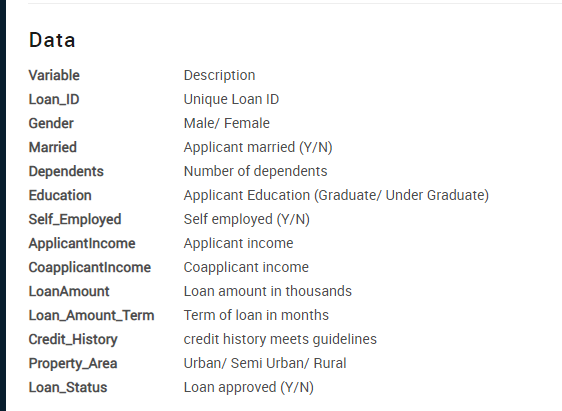 Data
Variable Description
Loan_ID Unique Loan ID
Gender Male/ Female
Married Applicant married (Y/N)
Dependents Number of dependents
Education Applicant Education (Graduate/ Under Graduate)
Self_Employed Self employed (Y/N)
ApplicantIncome Applicant income
CoapplicantIncome Coapplicant income
LoanAmount Loan amount in thousands
Loan_Amount_Term Term of loan in months
Credit_History credit history meets guidelines
Property_Area Urban/ Semi Urban/ Rural
Loan_Status Loan approved (Y/N)